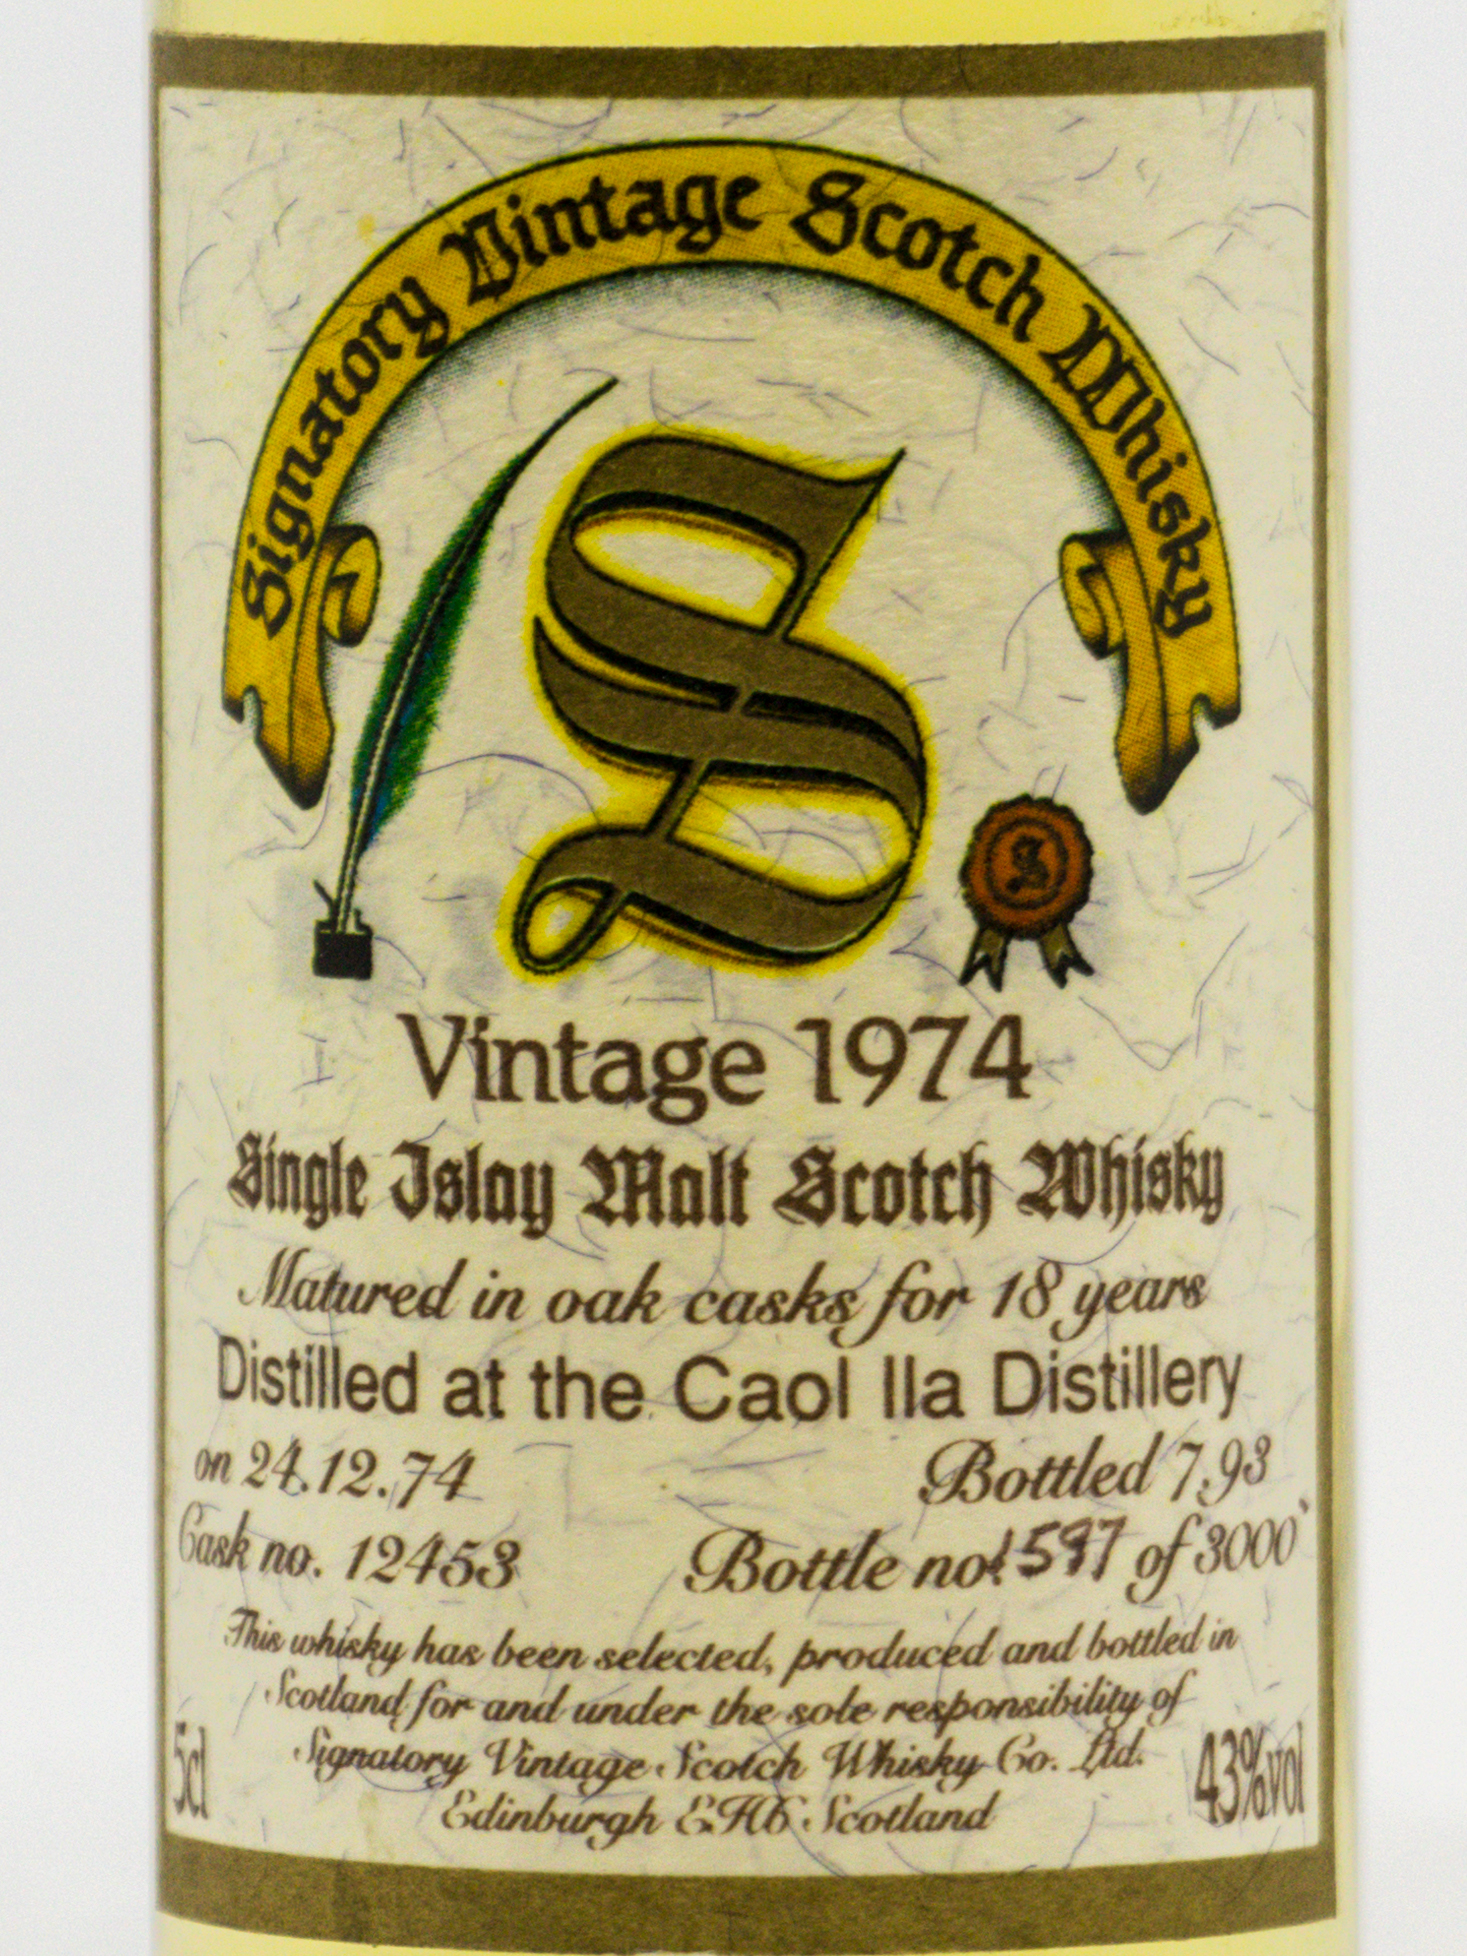 Signatory Vintage Scotch Whisky
S
S
Vintage 1974
Single Islay Malt Scotch Whisky
Matured in oak casks for 18 years
Distilled at the Caol Ila Distillery
on 24.12.74 Bottled 7.93
Cask no. 12453 Bottle no. 1597 of 3000
This whisky has been selected, produced and bottled in
Scotland for and under the sole responsibility of
Signatory Vintage Scotch Whisky Co. Ltd.
Edinburgh EH6 Scotland
5cl 43%vol